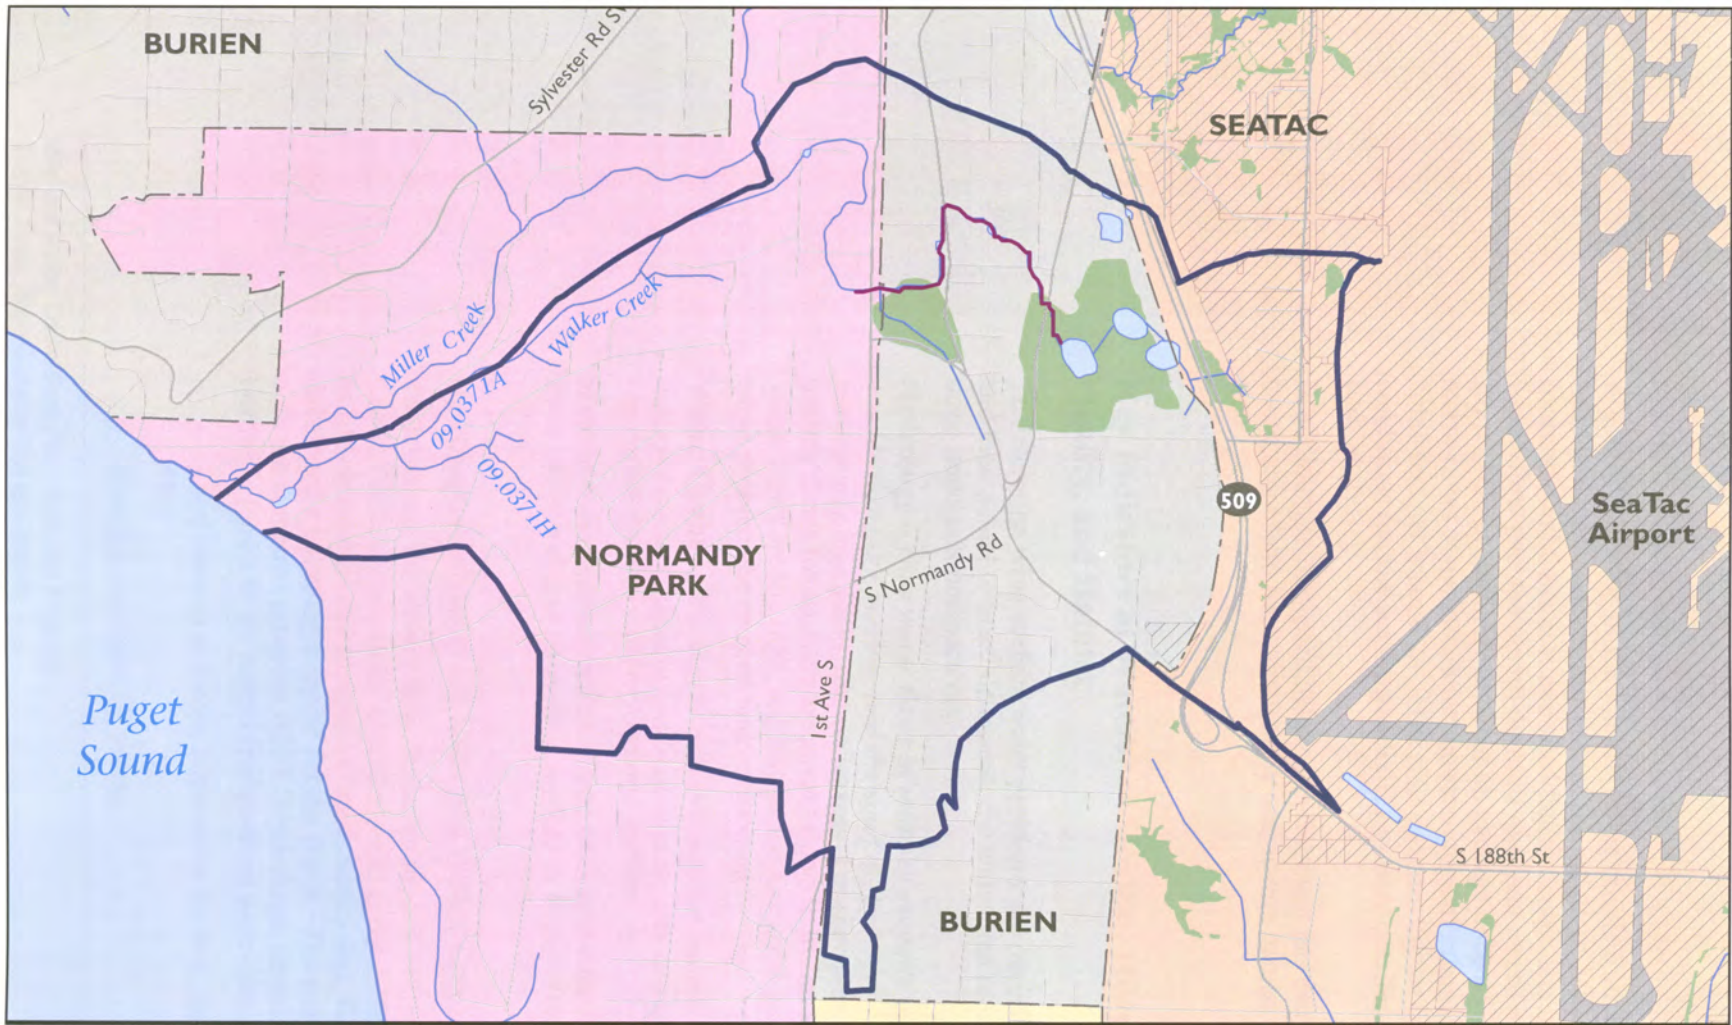 BURIEN
Sylvester Rd SW
SEATAC
Miller Creek
Walker Creek
09.0371A
09.0371H
509
SeaTac
Airport
NORMANDY
PARK
S Normandy Rd
1st Ave S
Puget
Sound
S 188th St
BURIEN